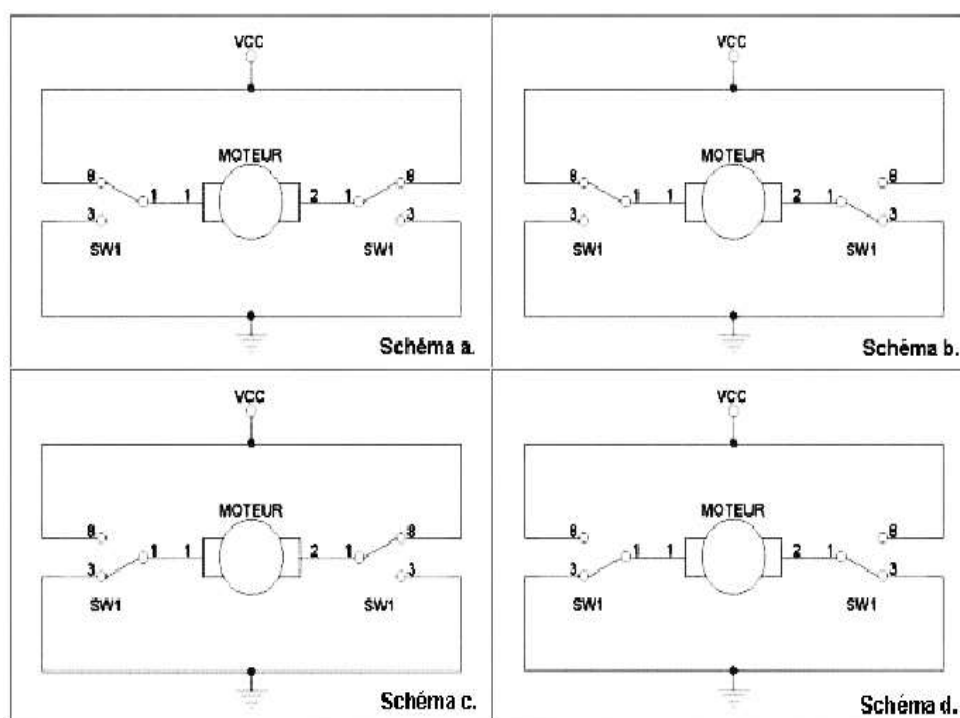 VCC
MOTEUR
8 1 1 2 1 8
3 3
SW1 SW1
Schéma a.
VCC
MOTEUR
8 1 1 2 1 8
3 3
SW1 SW1
Schéma b.
VCC
MOTEUR
8 1 1 2 1 8
3 3
SW1 SW1
Schéma c.
VCC
MOTEUR
8 1 1 2 1 8
3 3
SW1 SW1
Schéma d.